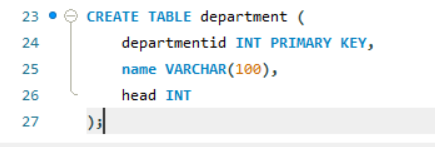 23 CREATE TABLE department (
24 departmentid INT PRIMARY KEY,
25 name VARCHAR(100),
26 head INT
27 );